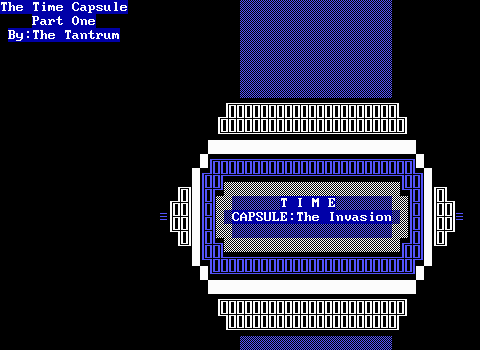 The Time Capsule
Part One
By:The Tantrum
T I M E
CAPSULE:The Invasion